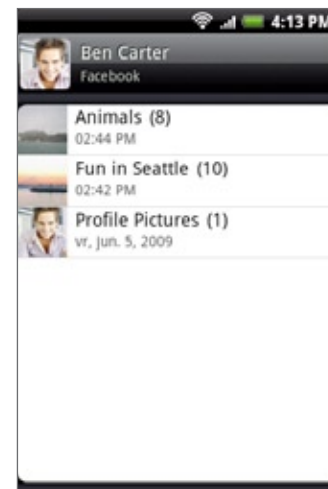 4:13 PM
Ben Carter
Facebook
Animals (8)
02:44 PM
Fun in Seattle (10)
02:42 PM
Profile Pictures (1)
vr, Jun. 5, 2009